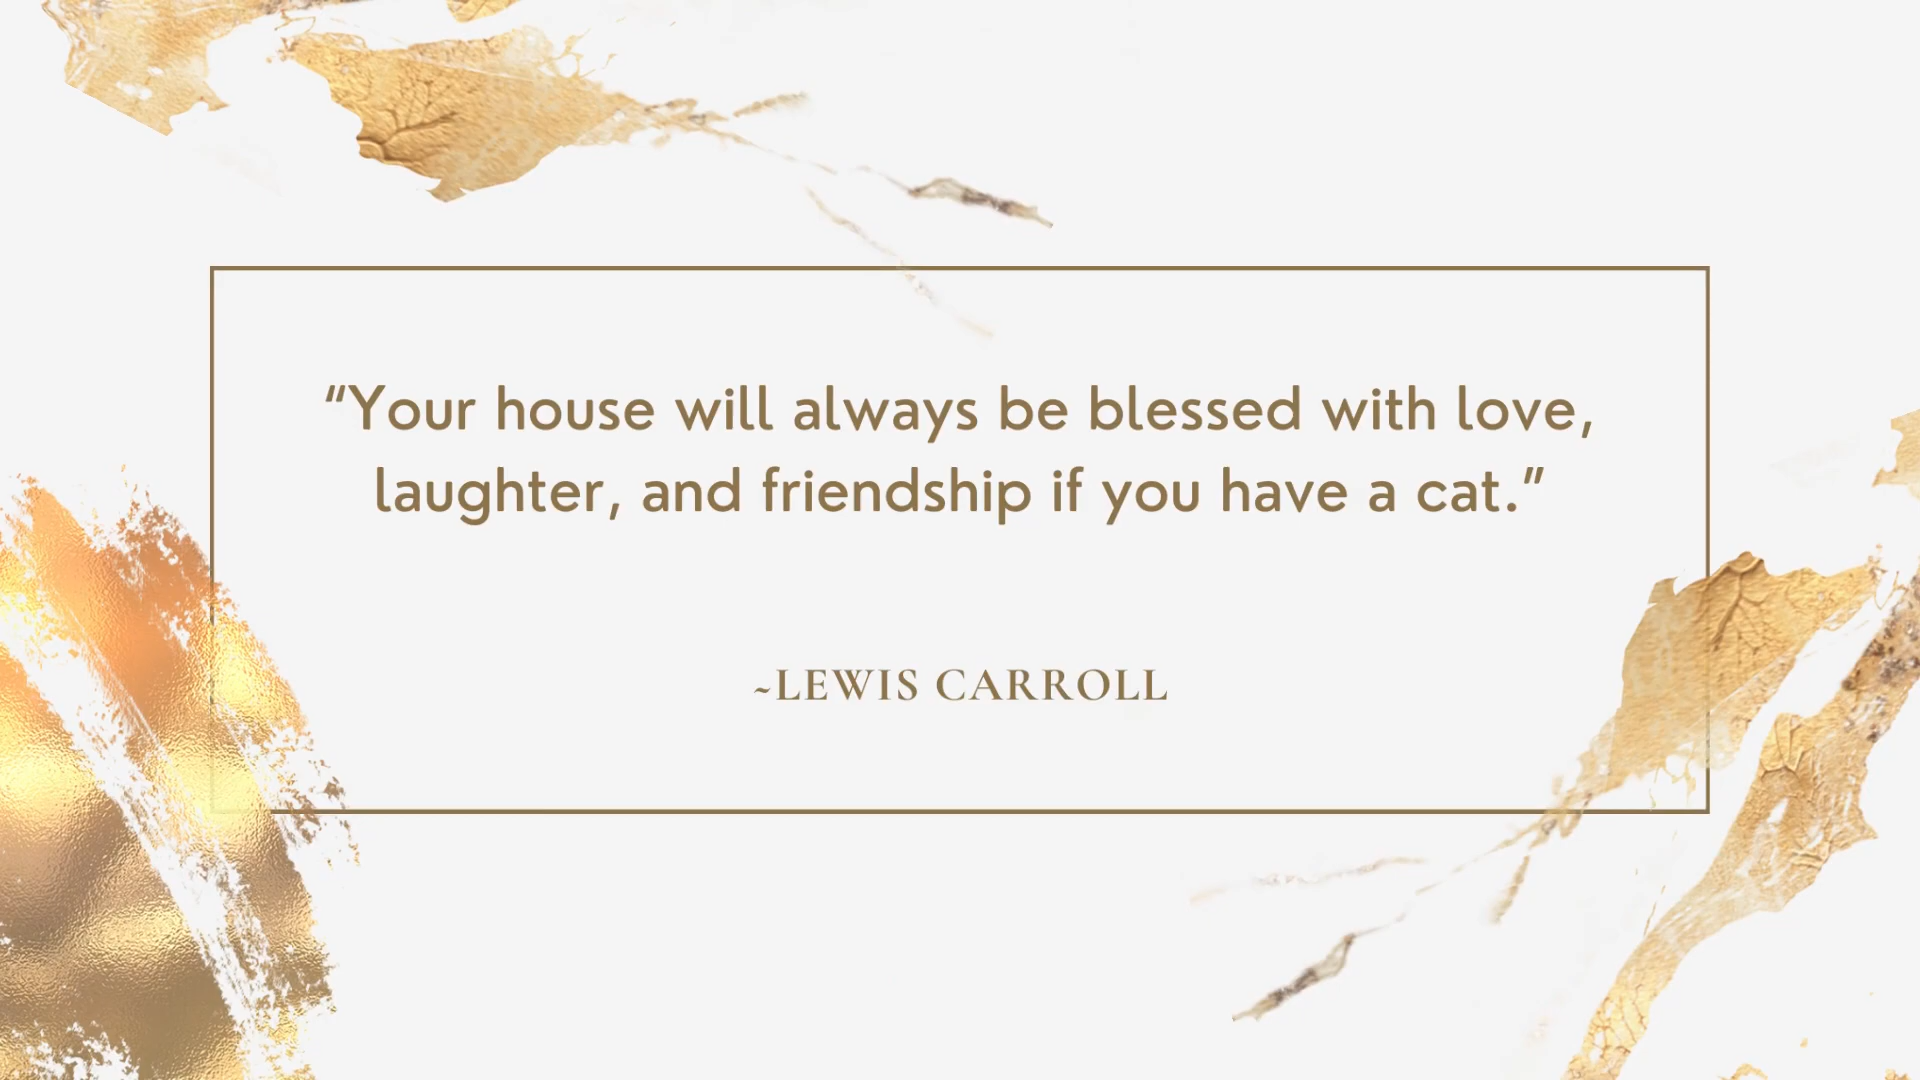 “Your house will always be blessed with love,
laughter, and friendship if you have a cat.”
~LEWIS CARROLL